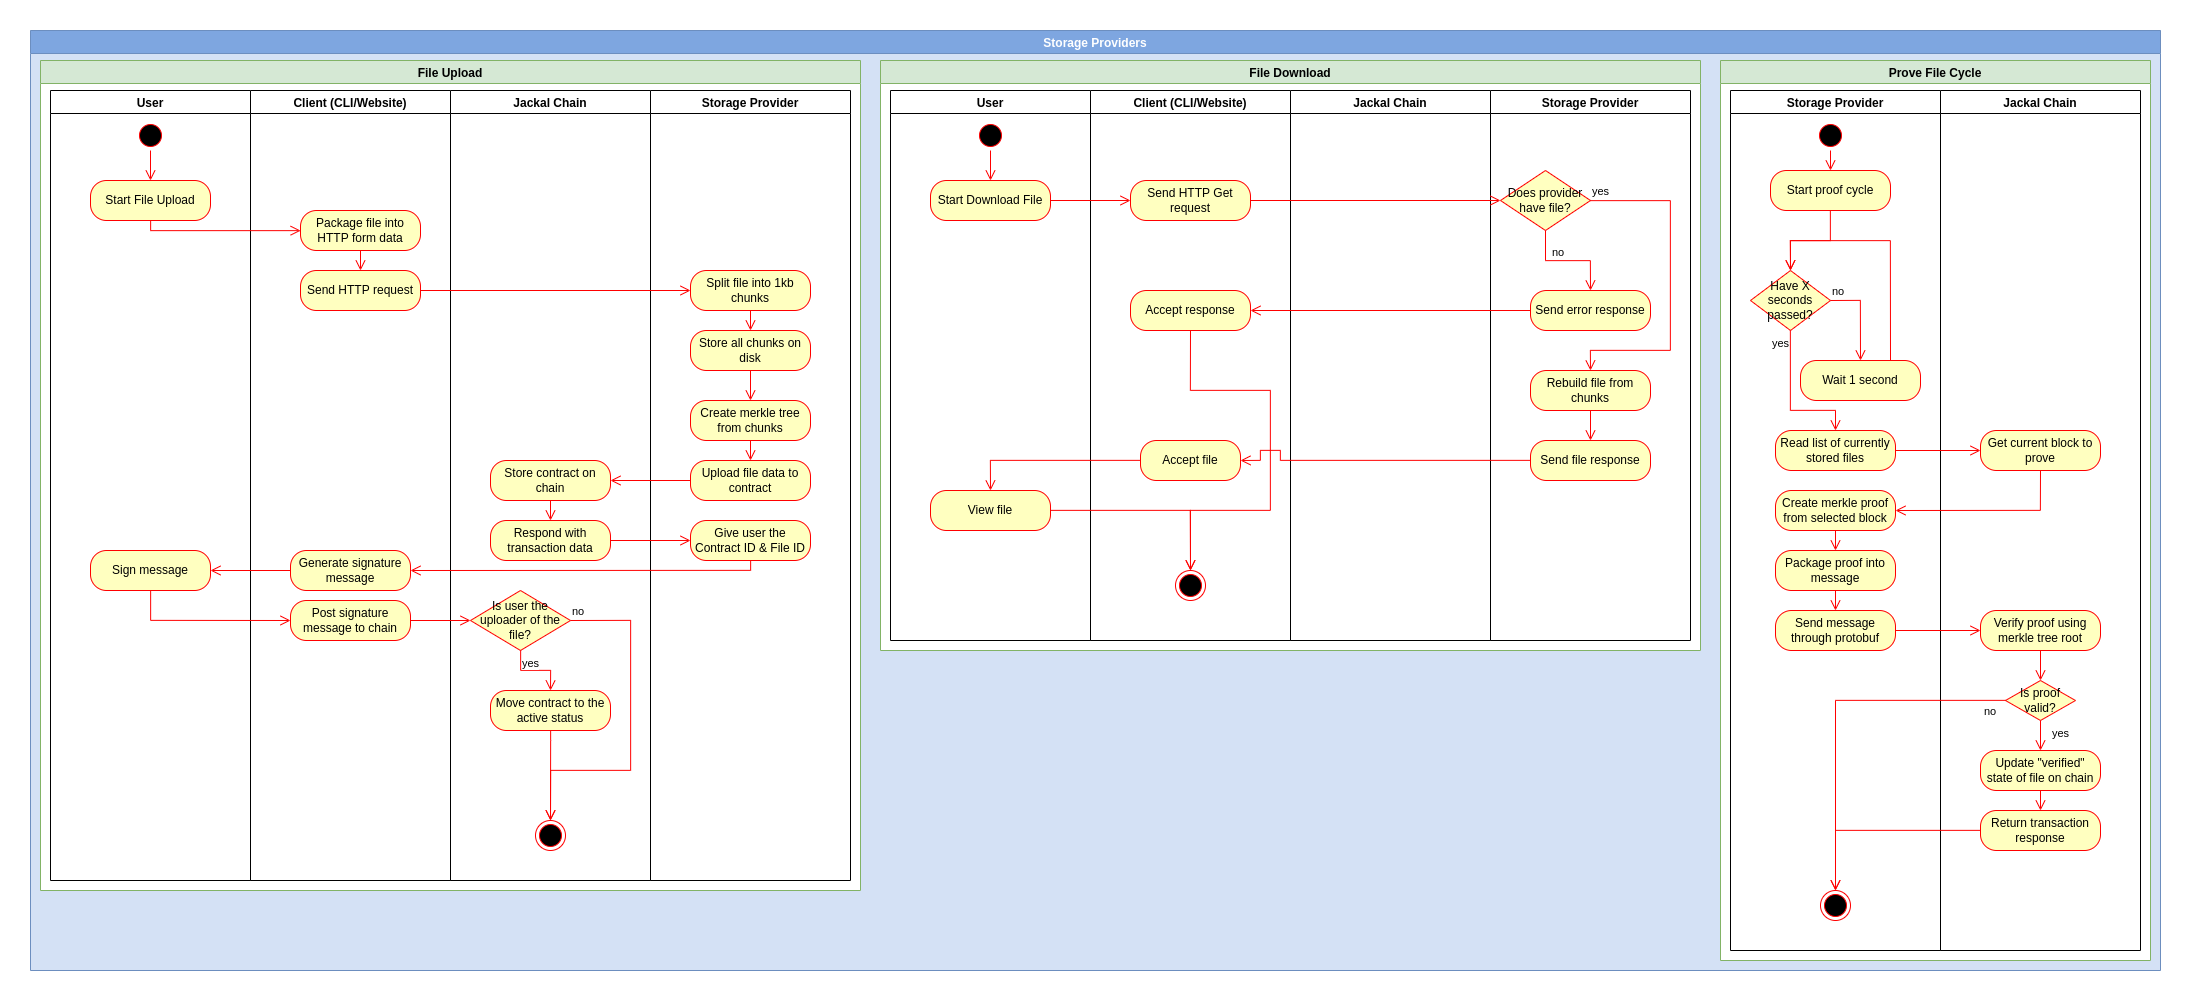 Storage Providers
File Upload
User
Client (CLI/Website)
Jackal Chain
Storage Provider
Start File Upload
Package file into
HTTP form data
Send HTTP request
Split file into 1kb
chunks
Store all chunks on
disk
Create merkle tree
from chunks
Upload file data to
contract
Store contract on
chain
Respond with
transaction data
Give user the
Contract ID & File ID
Generate signature
message
Sign message
Post signature
message to chain
Is user the
uploader of the
file?
no
yes
Move contract to the
active status
File Download
User
Client (CLI/Website)
Jackal Chain
Storage Provider
Start Download File
Send HTTP Get
request
Does provider
have file?
yes
no
Send error response
Accept response
Rebuild file from
chunks
Send file response
Accept file
View file
Prove File Cycle
Storage Provider
Jackal Chain
Start proof cycle
Have X
seconds
passed?
no
yes
Wait 1 second
Read list of currently
stored files
Get current block to
prove
Create merkle proof
from selected block
Package proof into
message
Send message
through protobuf
Verify proof using
merkle tree root
Is proof
valid?
no
yes
Update "verified"
state of file on chain
Return transaction
response